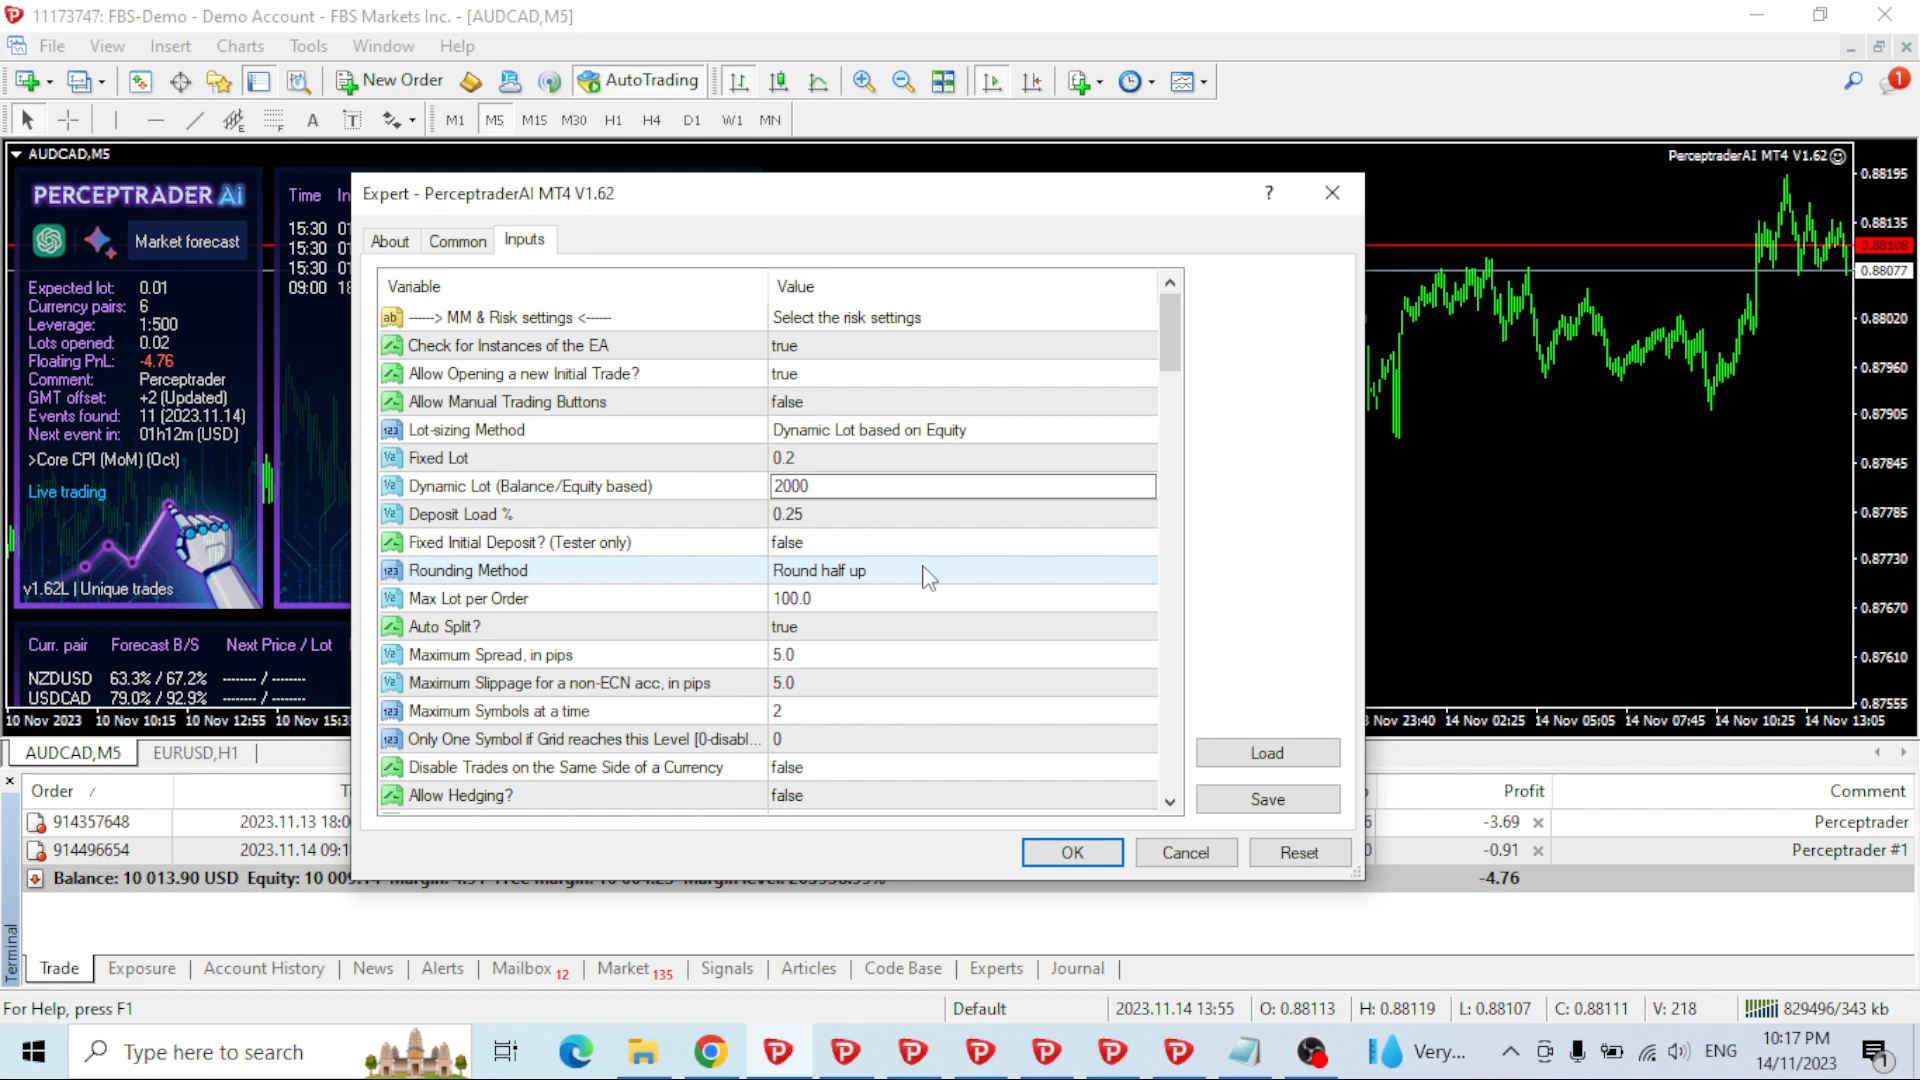 11173747: FBS-Demo - Demo Account - FBS Markets Inc. - [AUDCAD,M5]
File View Insert Charts Tools Window Help
New Order AutoTrading 1
A T E F M1 M5 M15 M30 H1 H4 D1 W1 MN
AUDCAD,M5
PerceptraderAI MT4 V1.62
PERCEPTRADER Ai
Market forecast
Expected lot: 0.01
Currency pairs: 6
Leverage: 1:500
Lots opened: 0.02
Floating PnL: -4.76
Comment: Perceptrader
GMT offset: +2 (Updated)
Events found: 11 (2023.11.14)
Next event in: 01h12m (USD)
>Core CPI (MoM) (Oct)
Live trading
v1.62L | Unique trades
Time In
15:30 01
15:30 01
15:30 01
09:00 18
Curr. pair Forecast B/S Next Price / Lot
NZDUSD 63.3% / 67.2% ------- / -------
USDCAD 79.0% / 92.9% ------- / -------
Expert - PerceptraderAI MT4 V1.62 ?
About Common Inputs
Variable Value
ab ------> MM & Risk settings <------ Select the risk settings
Check for Instances of the EA true
Allow Opening a new Initial Trade? true
Allow Manual Trading Buttons false
123 Lot-sizing Method Dynamic Lot based on Equity
Fixed Lot 0.2
Dynamic Lot (Balance/Equity based) 2000
Deposit Load % 0.25
Fixed Initial Deposit? (Tester only) false
123 Rounding Method Round half up
Max Lot per Order 100.0
Auto Split? true
Maximum Spread, in pips 5.0
Maximum Slippage for a non-ECN acc, in pips 5.0
123 Maximum Symbols at a time 2
123 Only One Symbol if Grid reaches this Level [0-disabl... 0
Disable Trades on the Same Side of a Currency false
Allow Hedging? false
Load
Save
OK Cancel Reset
0.88195
0.88135
0.88108
0.88077
0.88020
0.87960
0.87905
0.87845
0.87785
0.87730
0.87670
0.87610
0.87555
10 Nov 2023 10 Nov 10:15 10 Nov 12:55 10 Nov 15:3 3 Nov 23:40 14 Nov 02:25 14 Nov 05:05 14 Nov 07:45 14 Nov 10:25 14 Nov 13:05
AUDCAD,M5 EURUSD,H1
Order / Ti Profit Comment
914357648 2023.11.13 18:0 6 -3.69 Perceptrader
914496654 2023.11.14 09:1 0 -0.91 Perceptrader #1
Balance: 10 013.90 USD Equity: 10 009. -4.76
Terminal
Trade Exposure Account History News Alerts Mailbox 12 Market 135 Signals Articles Code Base Experts Journal
For Help, press F1 Default 2023.11.14 13:55 O: 0.88113 H: 0.88119 L: 0.88107 C: 0.88111 V: 218 829496/343 kb
Type here to search Very... ENG 10:17 PM
14/11/2023 1